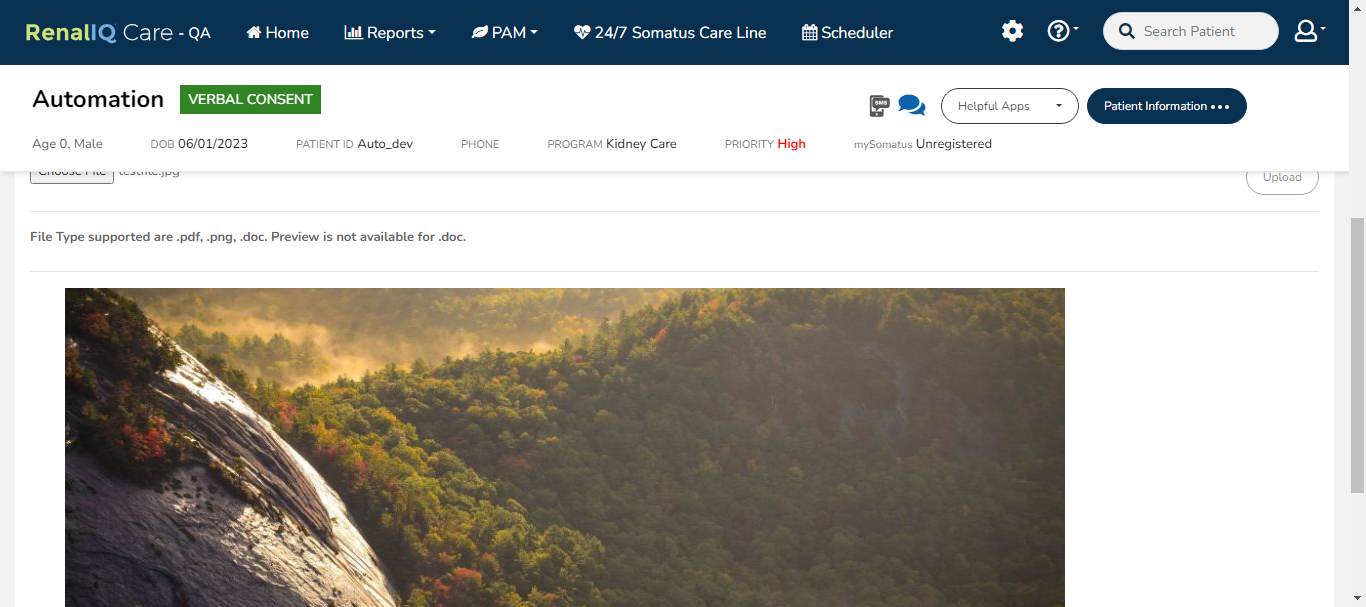 RenalIQ Care - QA Home Reports PAM 24/7 Somatus Care Line Scheduler Search Patient
Automation VERBAL CONSENT SMS Helpful Apps Patient Information
Age 0, Male DOB 06/01/2023 PATIENT ID Auto_dev PHONE PROGRAM Kidney Care PRIORITY High mySomatus Unregistered
Choose File testfile.jpg Upload
File Type supported are .pdf, .png, .doc. Preview is not available for .doc.